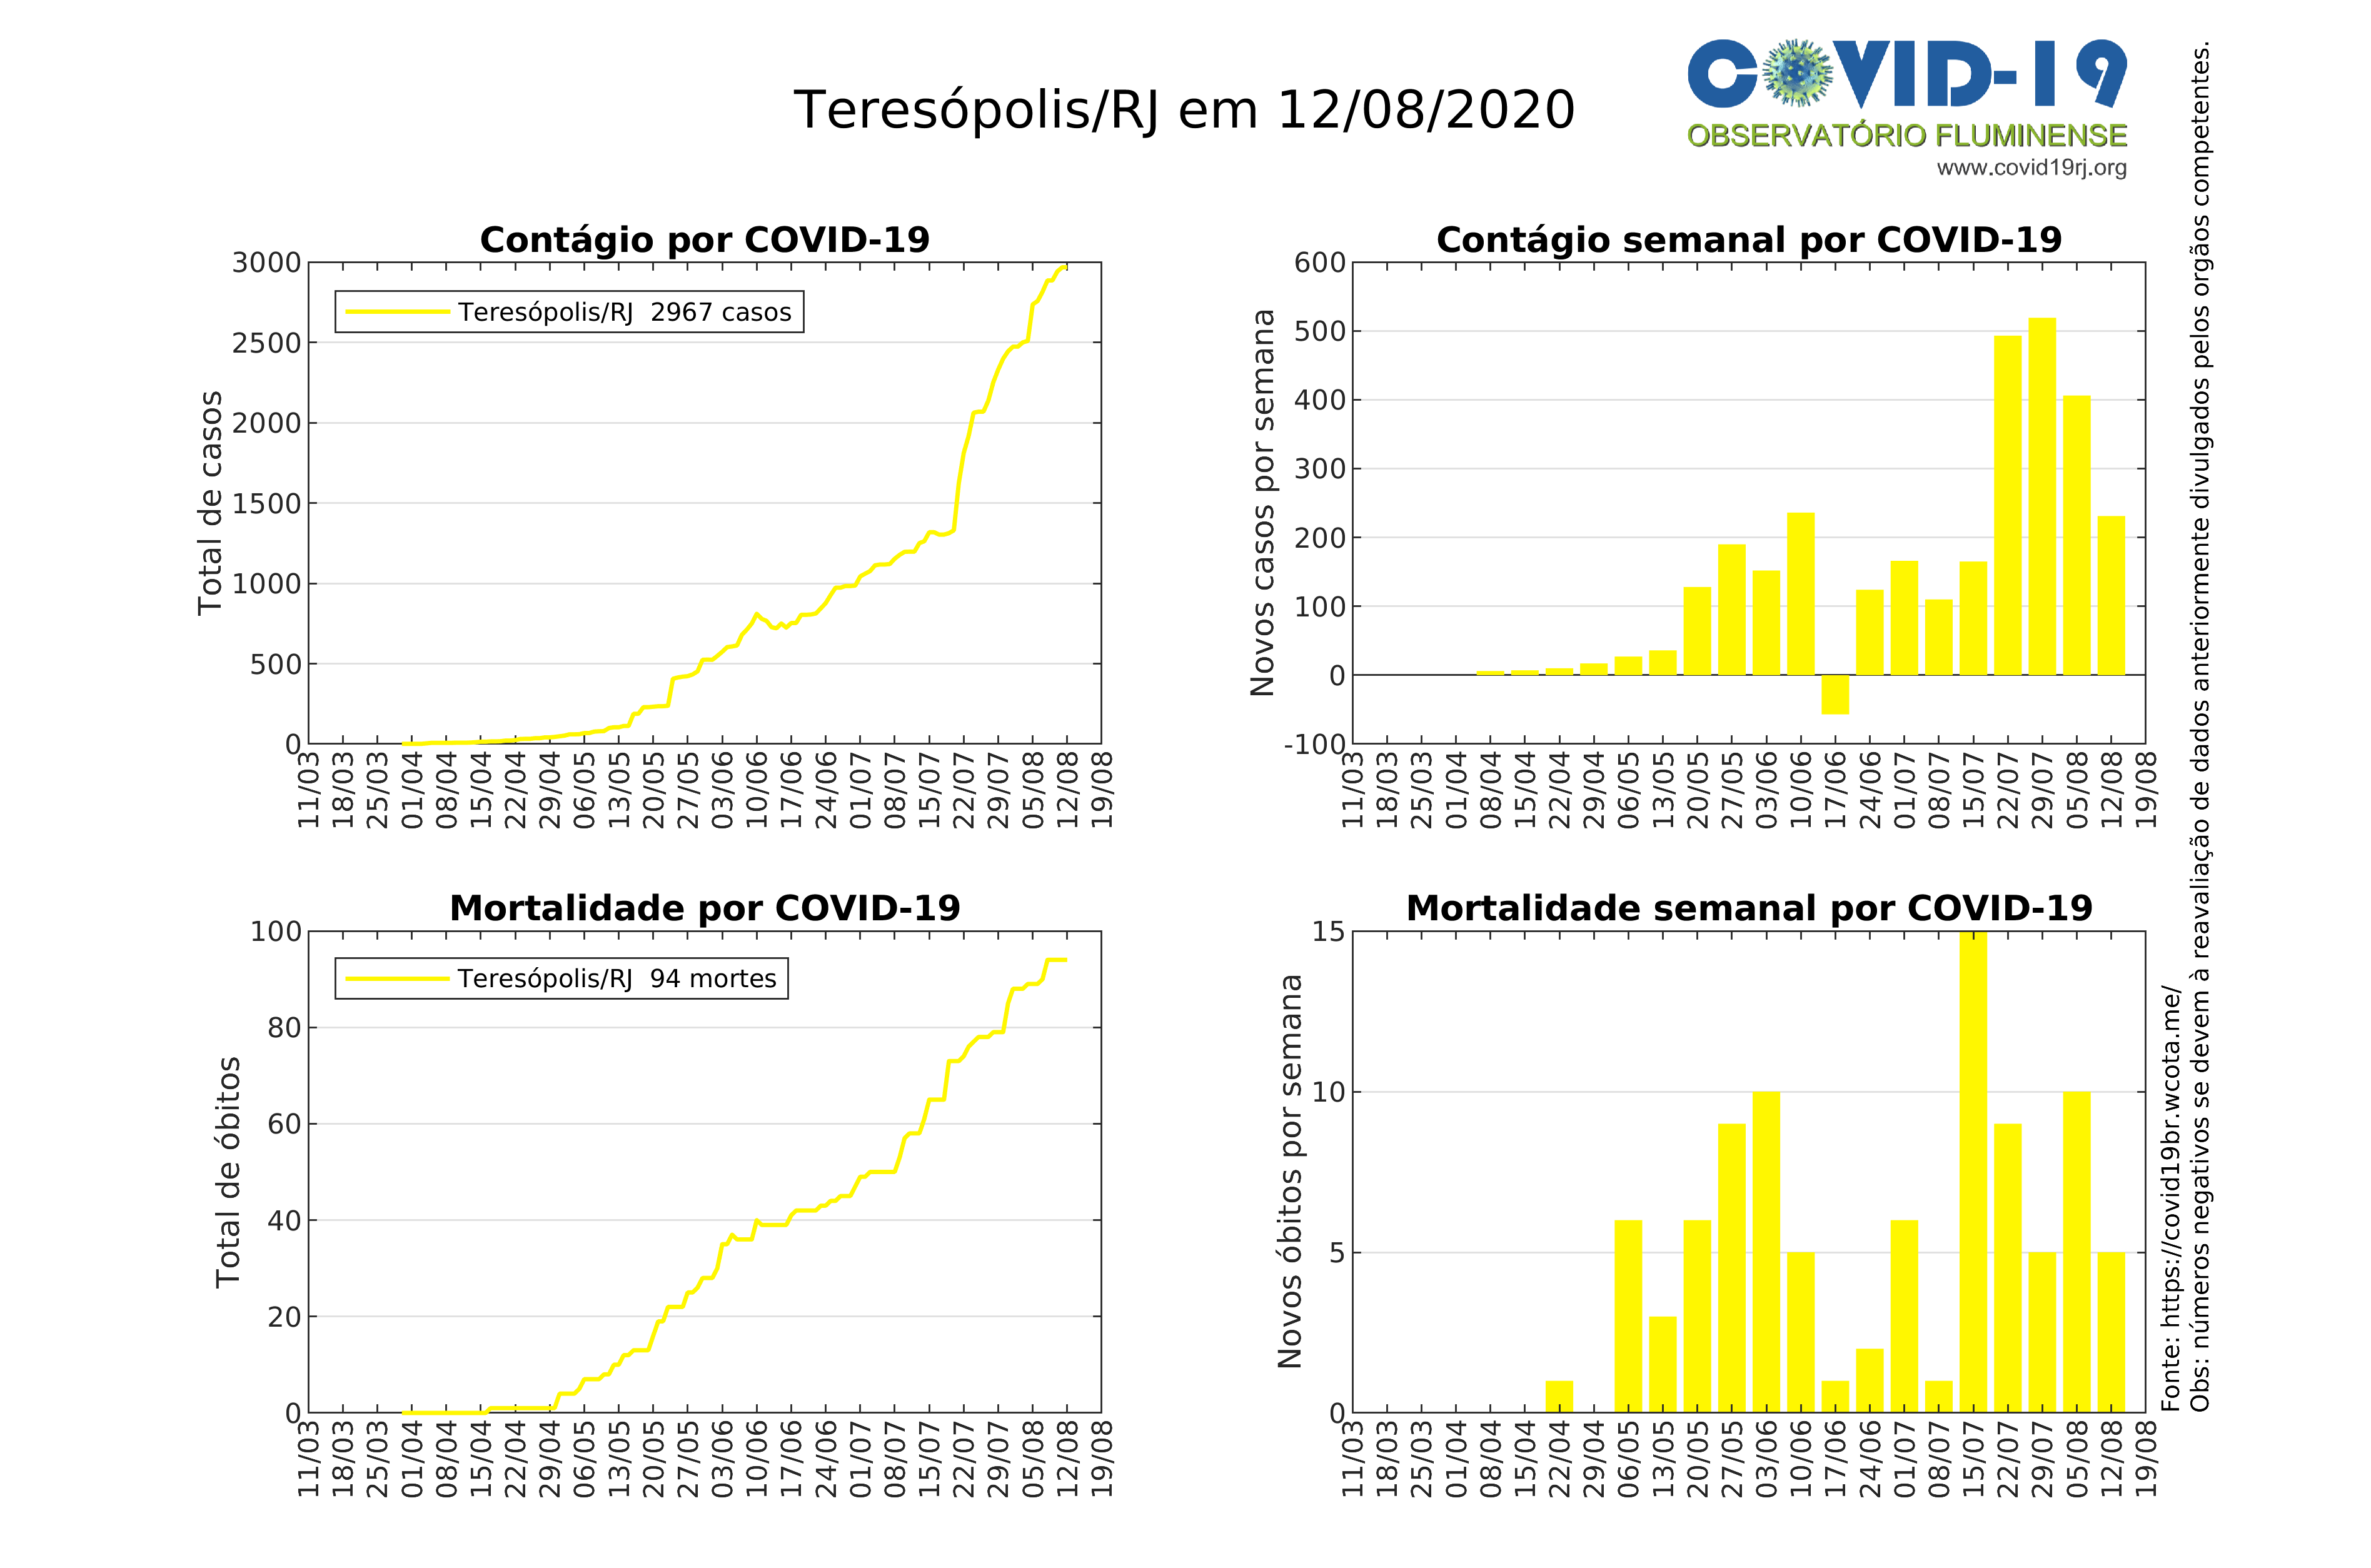 Teresópolis/RJ em 12/08/2020
COVID-19
OBSERVATÓRIO FLUMINENSE
www.covid19rj.org
Contágio por COVID-19
Total de casos
3000
2500
2000
1500
1000
500
0
Teresópolis/RJ 2967 casos
11/03 18/03 25/03 01/04 08/04 15/04 22/04 29/04 06/05 13/05 20/05 27/05 03/06 10/06 17/06 24/06 01/07 08/07 15/07 22/07 29/07 05/08 12/08 19/08
Contágio semanal por COVID-19
Novos casos por semana
600
500
400
300
200
100
0
-100
11/03 18/03 25/03 01/04 08/04 15/04 22/04 29/04 06/05 13/05 20/05 27/05 03/06 10/06 17/06 24/06 01/07 08/07 15/07 22/07 29/07 05/08 12/08 19/08
Mortalidade por COVID-19
Total de óbitos
100
80
60
40
20
0
Teresópolis/RJ 94 mortes
11/03 18/03 25/03 01/04 08/04 15/04 22/04 29/04 06/05 13/05 20/05 27/05 03/06 10/06 17/06 24/06 01/07 08/07 15/07 22/07 29/07 05/08 12/08 19/08
Mortalidade semanal por COVID-19
Novos óbitos por semana
15
10
5
0
11/03 18/03 25/03 01/04 08/04 15/04 22/04 29/04 06/05 13/05 20/05 27/05 03/06 10/06 17/06 24/06 01/07 08/07 15/07 22/07 29/07 05/08 12/08 19/08
Fonte: https://covid19br.wcota.me/
Obs: números negativos se devem à reavaliação de dados anteriormente divulgados pelos orgãos competentes.